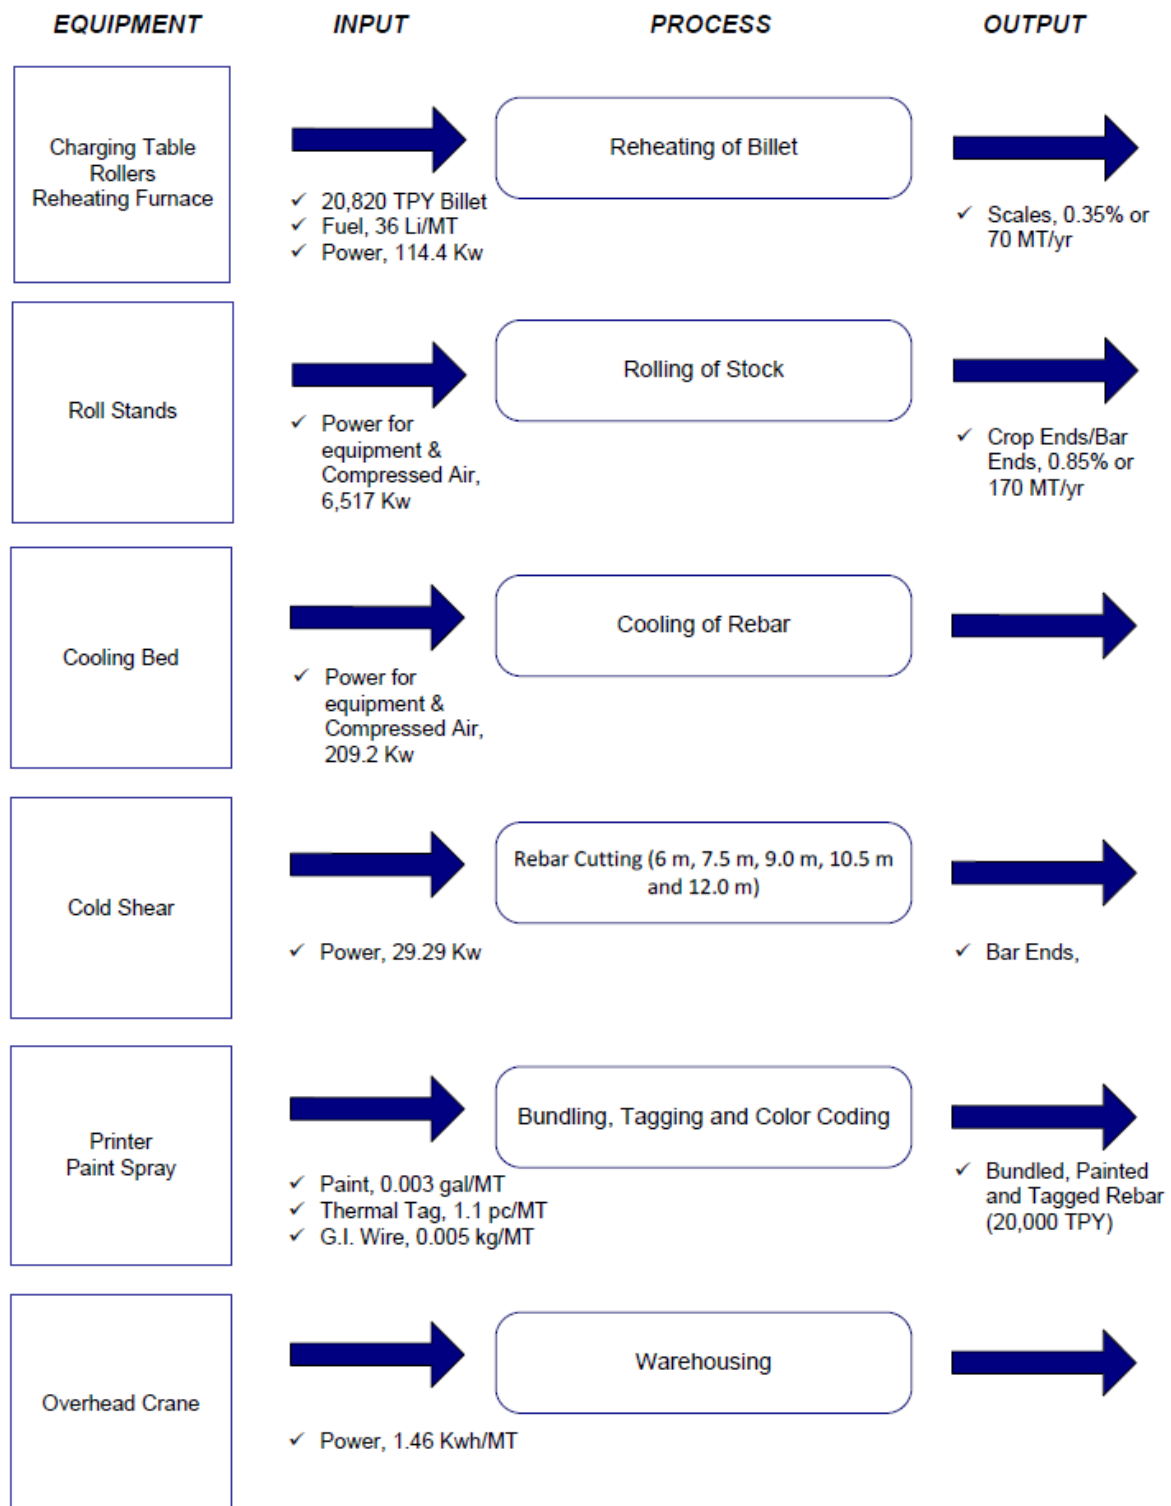 EQUIPMENT INPUT PROCESS OUTPUT
Charging Table
Rollers
Reheating Furnace
✓ 20,820 TPY Billet
✓ Fuel, 36 Li/MT
✓ Power, 114.4 Kw
Reheating of Billet
✓ Scales, 0.35% or
70 MT/yr
Roll Stands
✓ Power for
equipment &
Compressed Air,
6,517 Kw
Rolling of Stock
✓ Crop Ends/Bar
Ends, 0.85% or
170 MT/yr
Cooling Bed
✓ Power for
equipment &
Compressed Air,
209.2 Kw
Cooling of Rebar
Cold Shear
✓ Power, 29.29 Kw
Rebar Cutting (6 m, 7.5 m, 9.0 m, 10.5 m
and 12.0 m)
✓ Bar Ends,
Printer
Paint Spray
✓ Paint, 0.003 gal/MT
✓ Thermal Tag, 1.1 pc/MT
✓ G.I. Wire, 0.005 kg/MT
Bundling, Tagging and Color Coding
✓ Bundled, Painted
and Tagged Rebar
(20,000 TPY)
Overhead Crane
✓ Power, 1.46 Kwh/MT
Warehousing